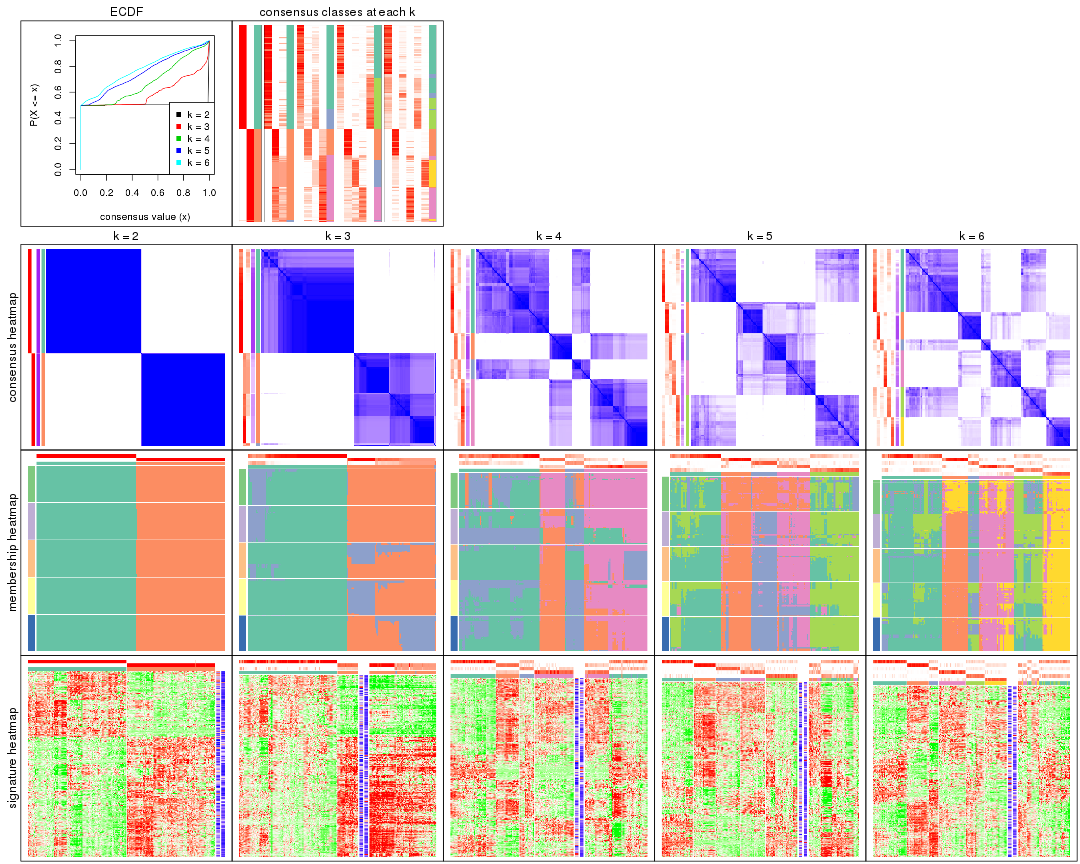 ECDF
consensus classes at each k
P(X <= x)
0.0 0.2 0.4 0.6 0.8 1.0
k = 2
k = 3
k = 4
k = 5
k = 6
0.0 0.2 0.4 0.6 0.8 1.0
consensus value (x)
k = 2
k = 3
k = 4
k = 5
k = 6
consensus heatmap
membership heatmap
signature heatmap